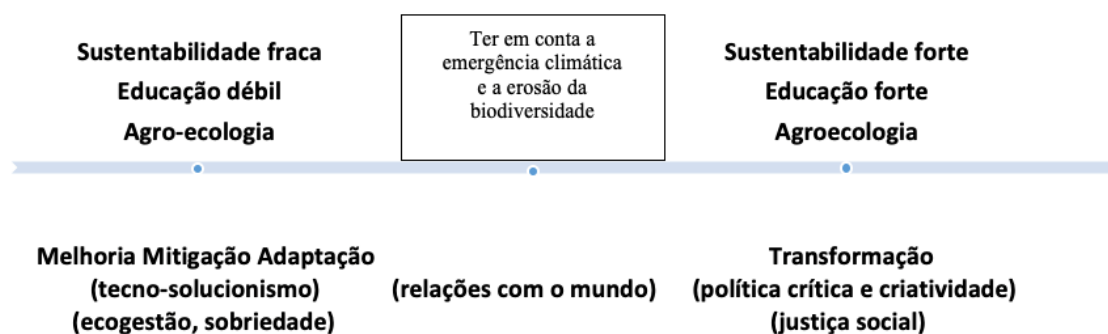 Sustentabilidade fraca
Educação débil
Agro-ecologia
Ter em conta a
emergência climática
e a erosão da
biodiversidade
Sustentabilidade forte
Educação forte
Agroecologia
Melhoria Mitigação Adaptação
(tecno-solucionismo)
(ecogestão, sobriedade)
(relações com o mundo)
Transformação
(política crítica e criatividade)
(justiça social)